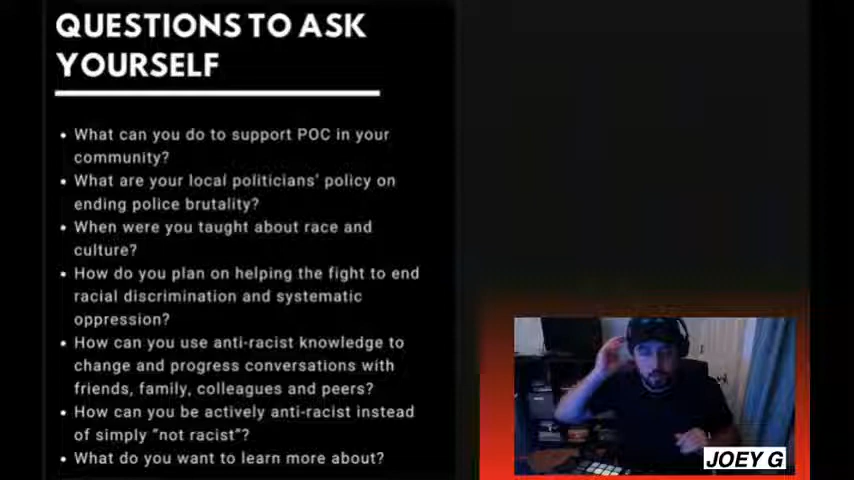 QUESTIONS TO ASK
YOURSELF
• What can you do to support POC in your
community?
• What are your local politicians' policy on
ending police brutality?
• When were you taught about race and
culture?
• How do you plan on helping the fight to end
racial discrimination and systematic
oppression?
• How can you use anti-racist knowledge to
change and progress conversations with
friends, family, colleagues and peers?
• How can you be actively anti-racist instead
of simply "not racist"?
• What do you want to learn more about?
JOEY G